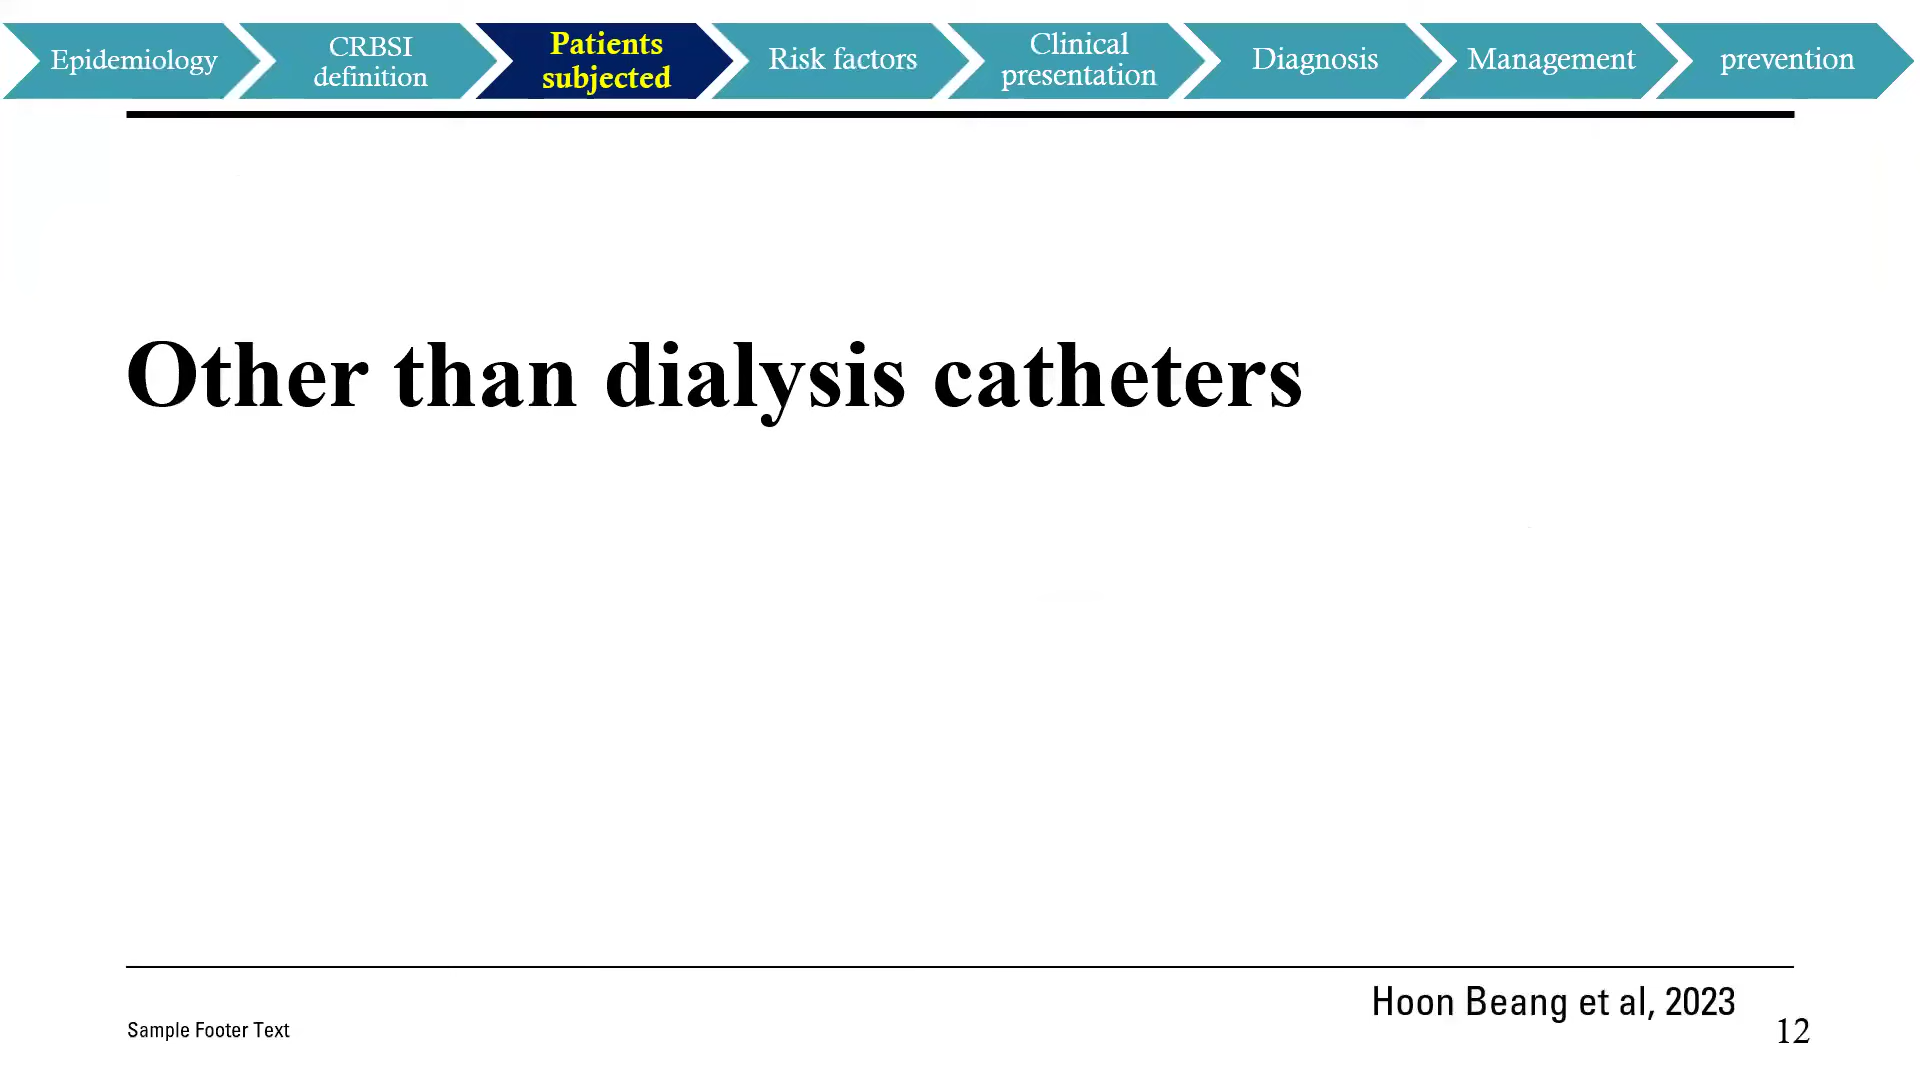 Epidemiology
CRBSI
definition
Patients
subjected
Risk factors
Clinical
presentation
Diagnosis
Management
prevention
Other than dialysis catheters
Hoon Beang et al, 2023
Sample Footer Text
12